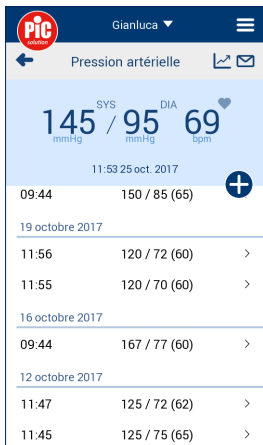 PiC
solution
Gianluca
Pression artérielle
SYS DIA
145 / 95 69
mmHg mmHg bpm
11:53 25 oct. 2017
09:44 150 / 85 (65)
19 octobre 2017
11:56 120 / 72 (60)
11:55 120 / 70 (60)
16 octobre 2017
09:44 167 / 77 (60)
12 octobre 2017
11:47 125 / 72 (62)
11:45 125 / 75 (65)